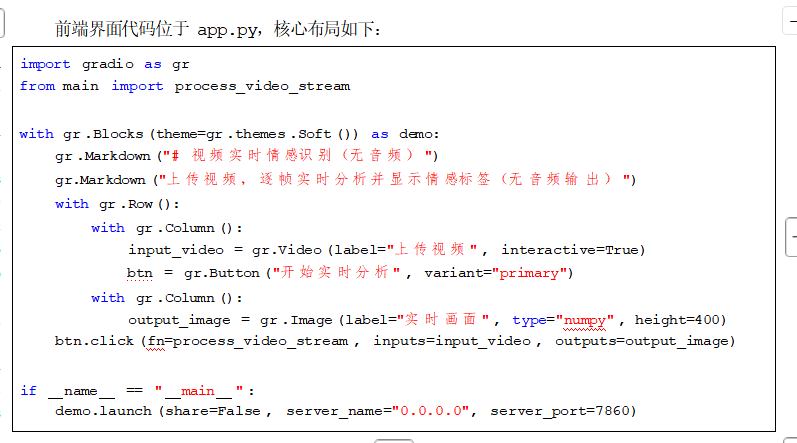 前端界面代码位于 app.py，核心布局如下：
import gradio as gr
from main import process_video_stream
with gr.Blocks(theme=gr.themes.Soft()) as demo:
gr.Markdown("# 视频实时情感识别（无音频）")
gr.Markdown("上传视频，逐帧实时分析并显示情感标签（无音频输出）")
with gr.Row():
with gr.Column():
input_video = gr.Video(label="上传视频", interactive=True)
btn = gr.Button("开始实时分析", variant="primary")
with gr.Column():
output_image = gr.Image(label="实时画面", type="numpy", height=400)
btn.click(fn=process_video_stream, inputs=input_video, outputs=output_image)
if __name__ == "__main__":
demo.launch(share=False, server_name="0.0.0.0", server_port=7860)